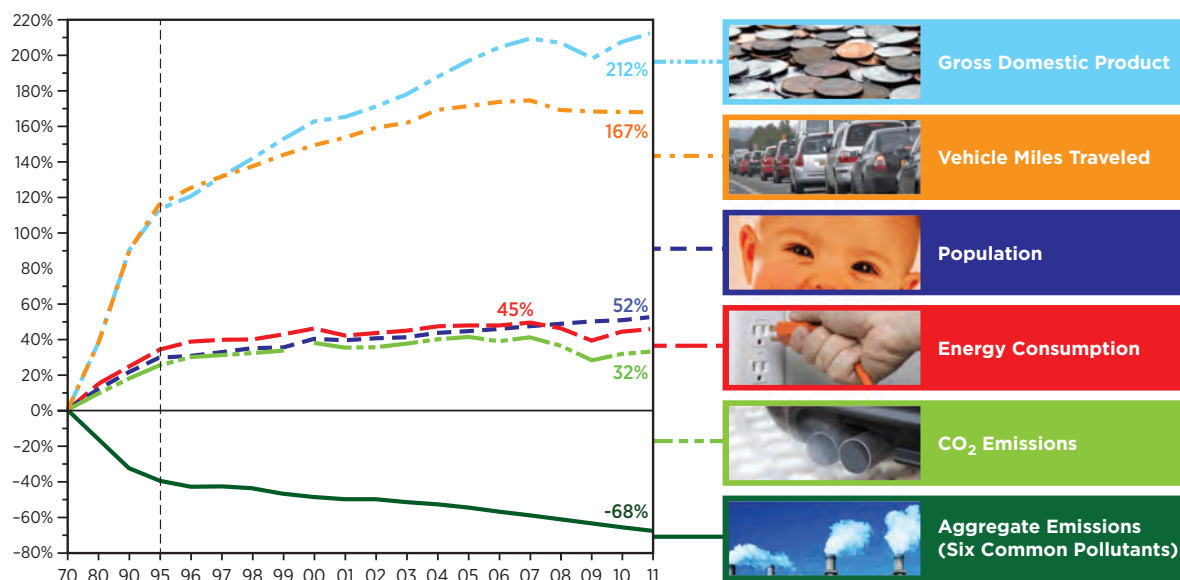 220%
200%
180%
160%
140%
120%
100%
80%
60%
40%
20%
0%
-20%
-40%
-60%
-80%
70 80 90 95 96 97 98 99 00 01 02 03 04 05 06 07 08 09 10 11
212%
167%
45%
52%
32%
-68%
Gross Domestic Product
Vehicle Miles Traveled
Population
Energy Consumption
CO₂ Emissions
Aggregate Emissions
(Six Common Pollutants)